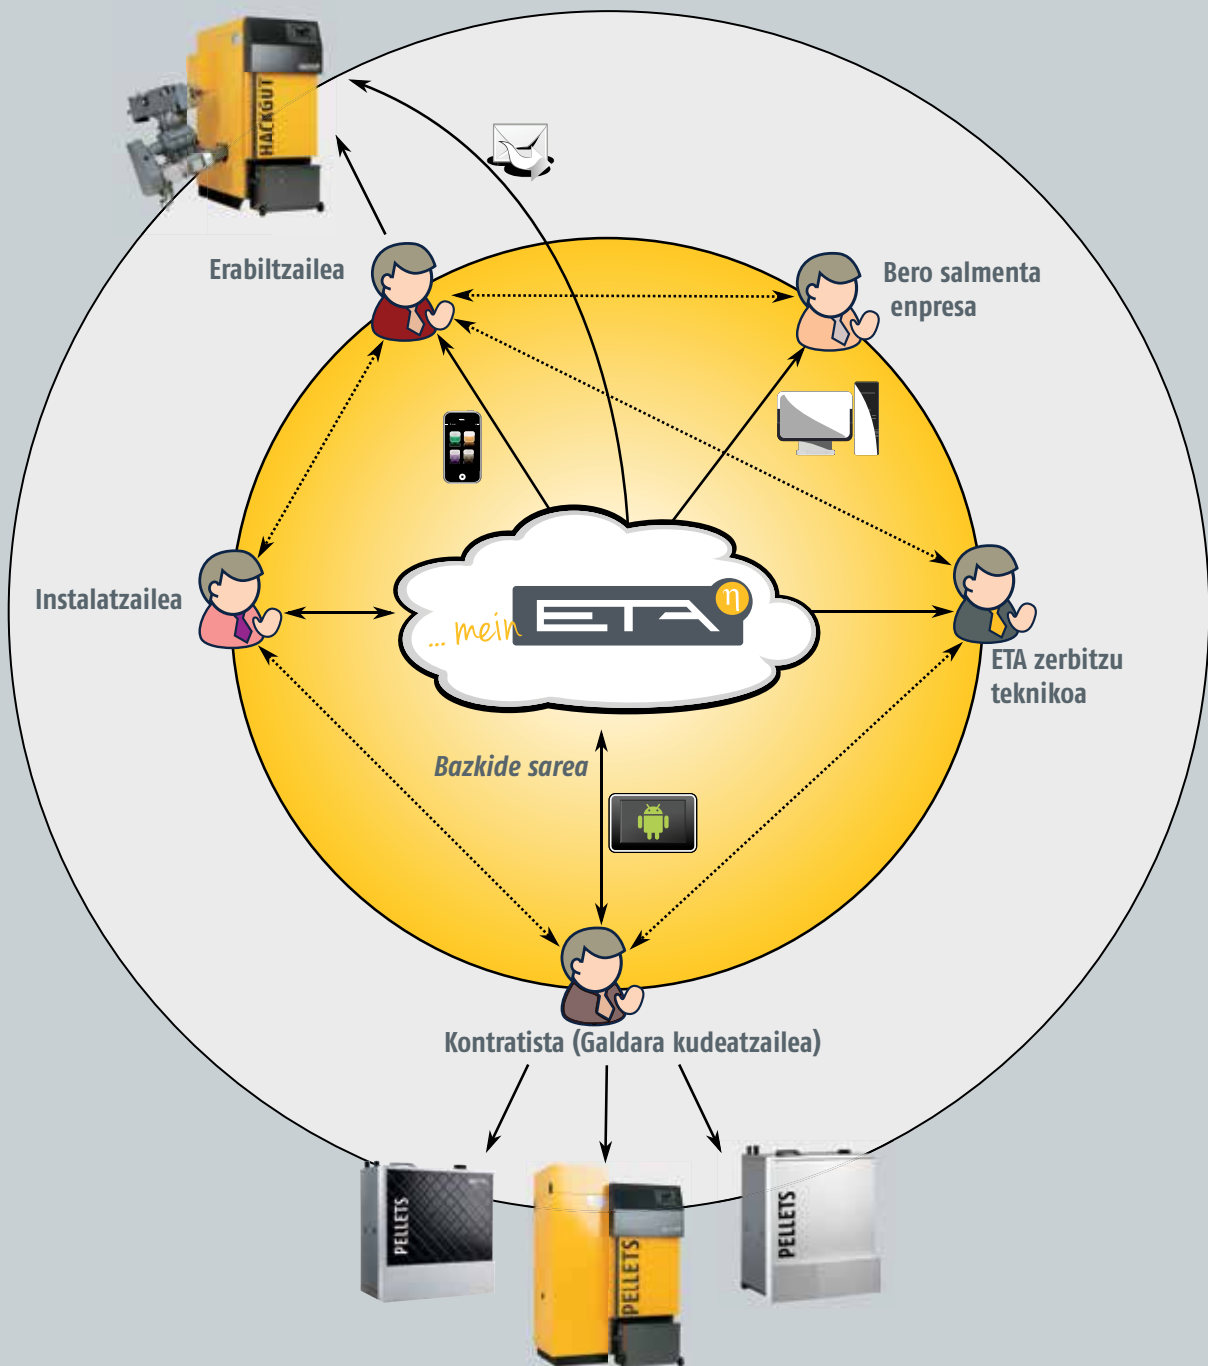 HACKGUT
Erabiltzailea
Bero salmenta
enpresa
Instalatzailea
... mein ETA η
ETA zerbitzu
teknikoa
Bazkide sarea
Kontratista (Galdara kudeatzailea)
PELLETS
PELLETS
PELLETS